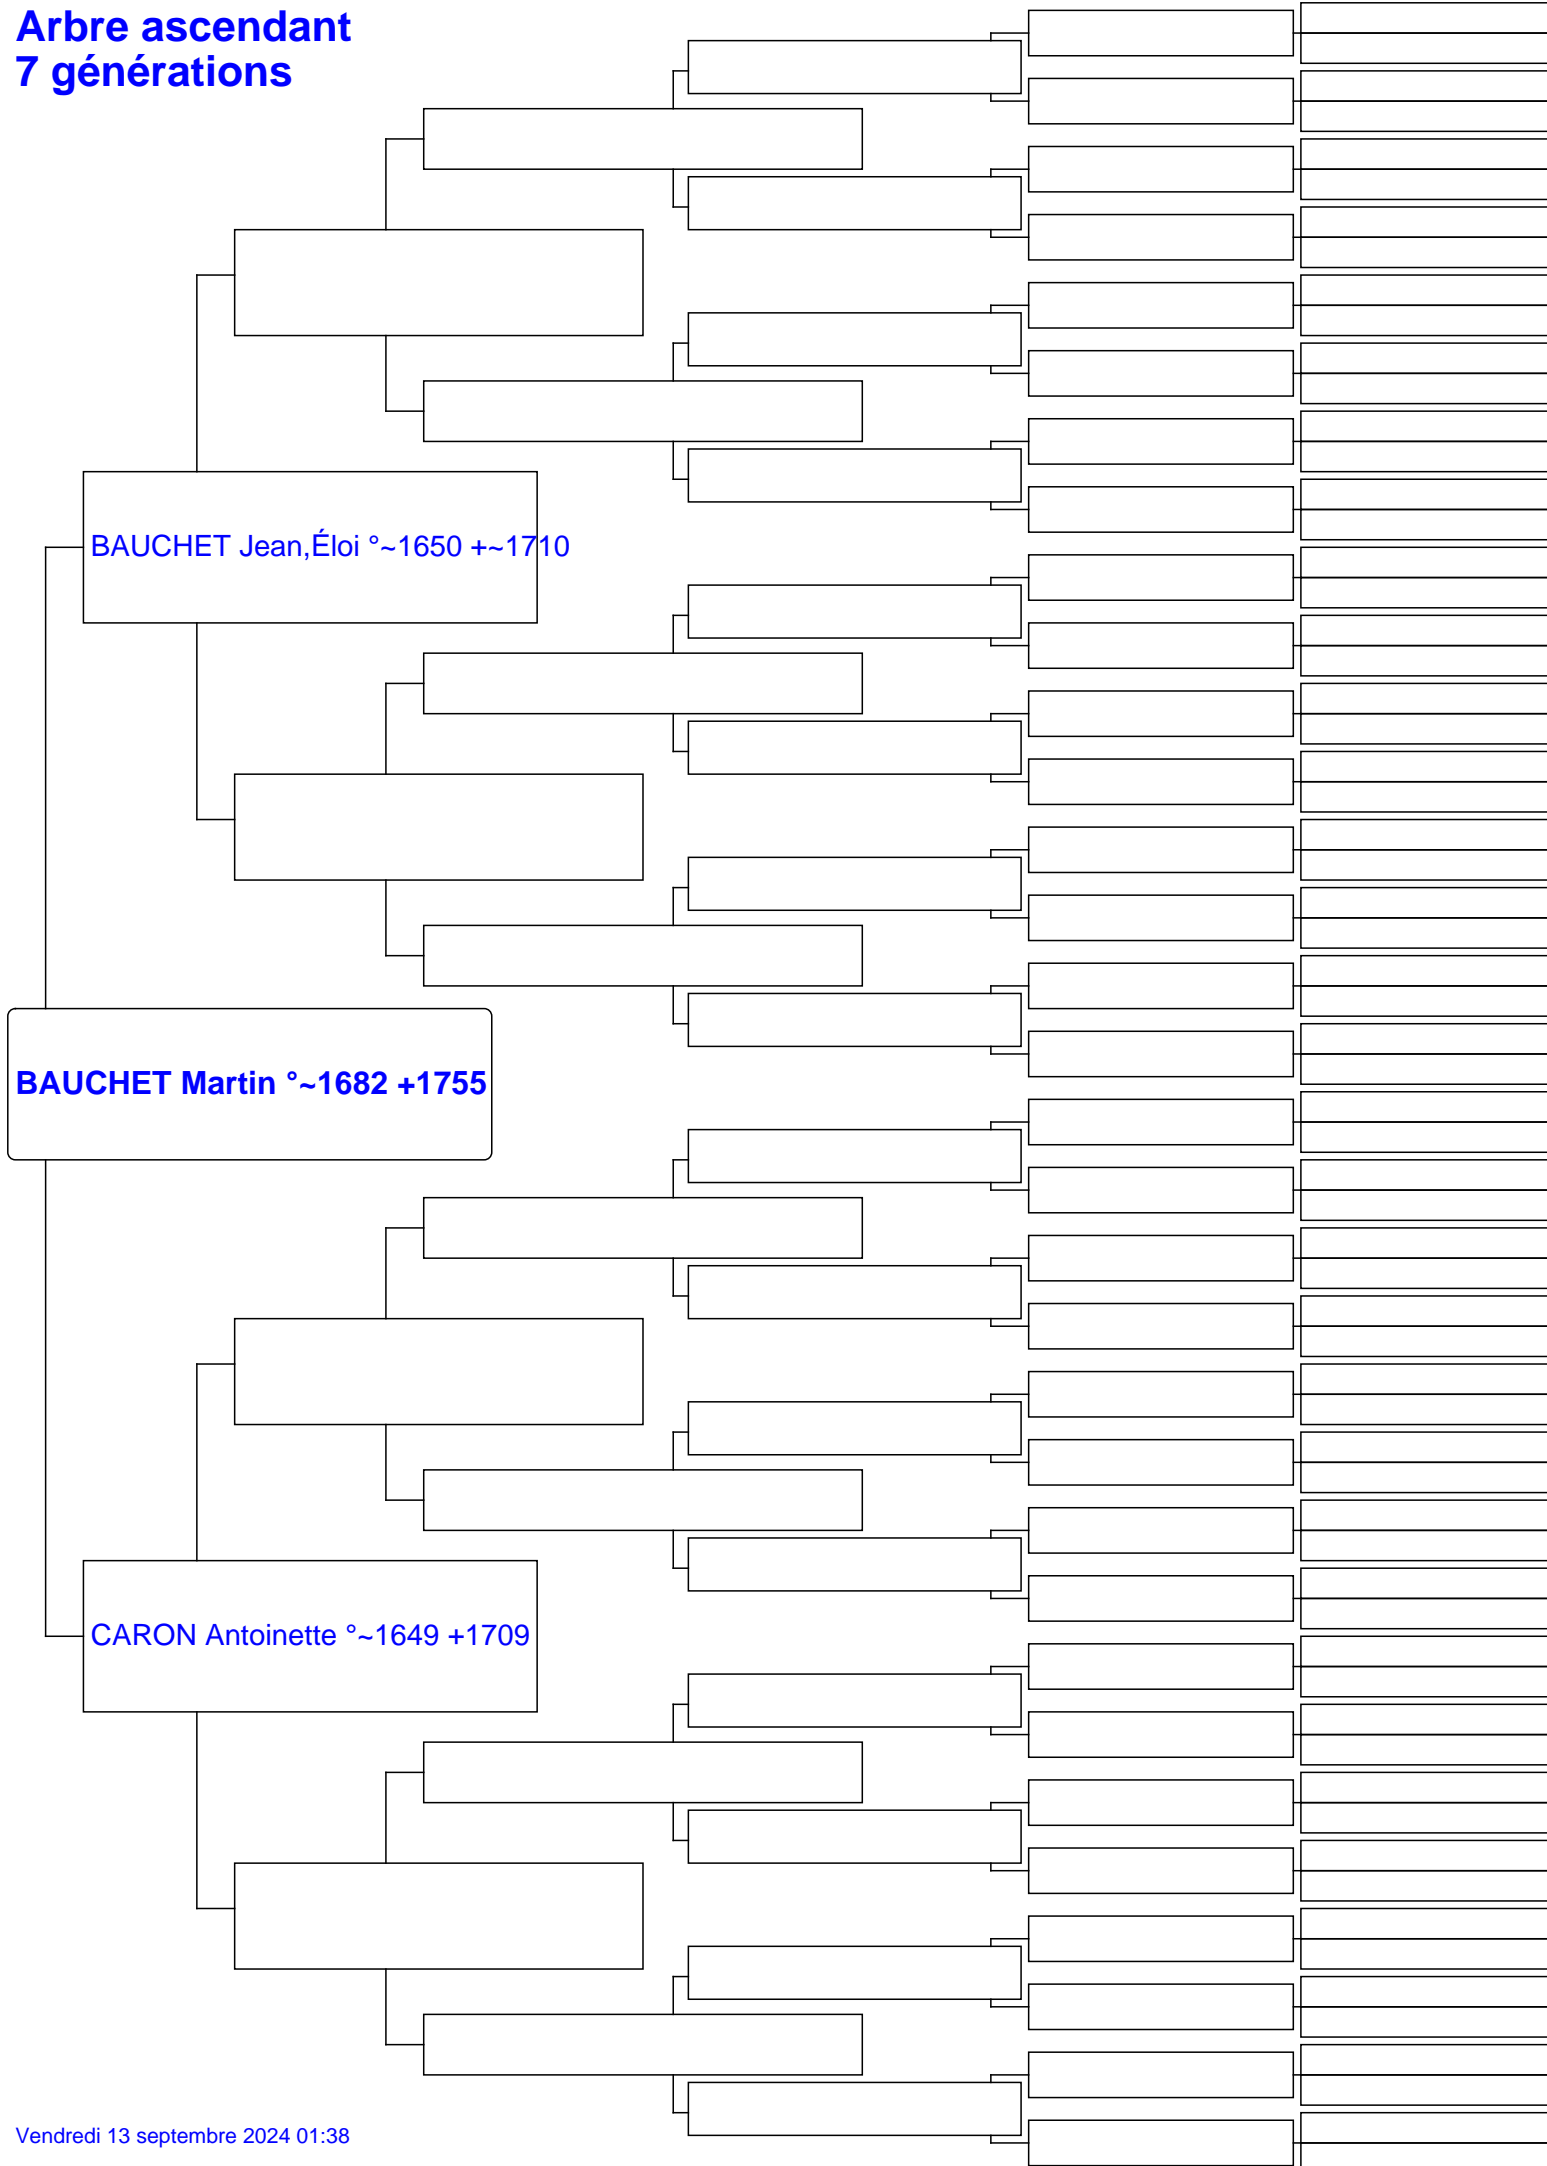 Arbre ascendant
7 générations
BAUCHET Jean,Éloi °~1650 +~1710
BAUCHET Martin °~1682 +1755
CARON Antoinette °~1649 +1709
Vendredi 13 septembre 2024 01:38